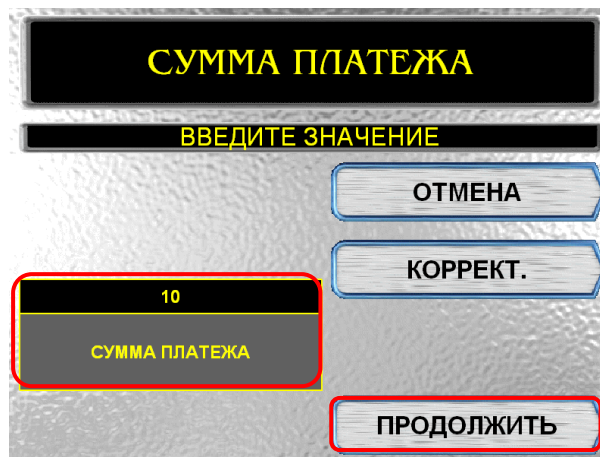 СУММА ПЛАТЕЖА
ВВЕДИТЕ ЗНАЧЕНИЕ
ОТМЕНА
КОРРЕКТ.
10
СУММА ПЛАТЕЖА
ПРОДОЛЖИТЬ